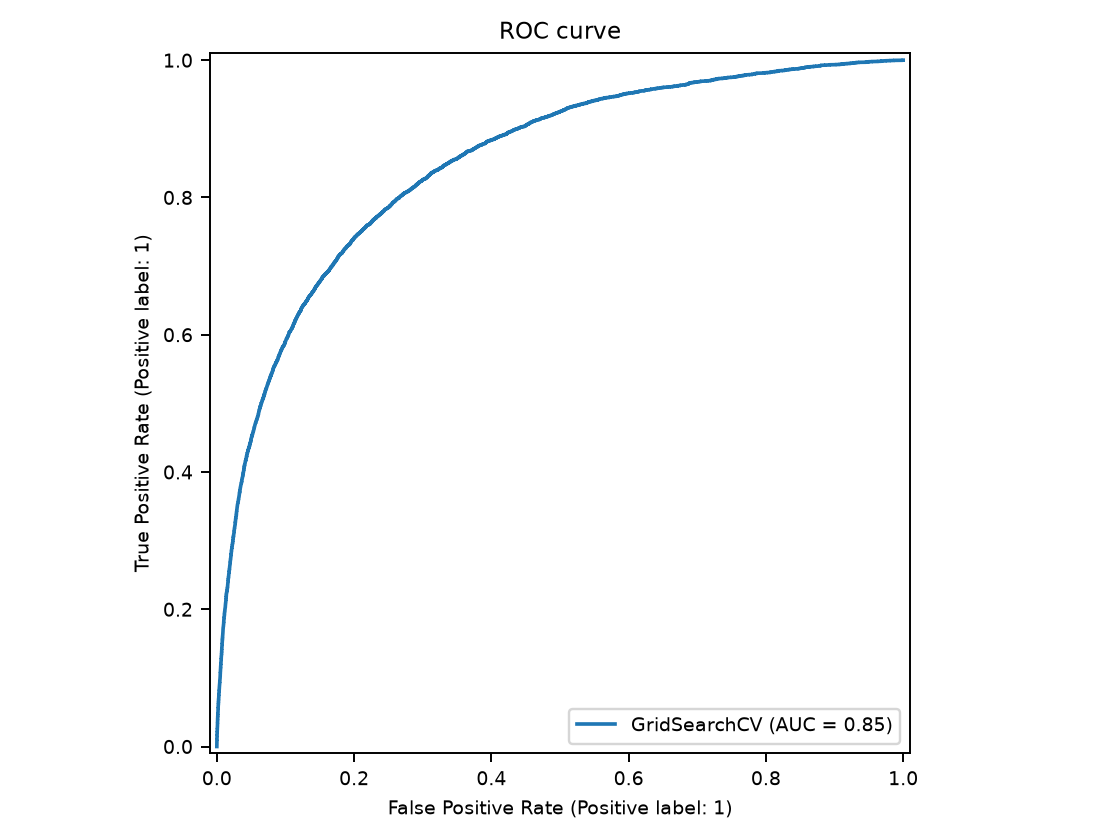 ROC curve
1.0
0.8
0.6
0.4
0.2
0.0
True Positive Rate (Positive label: 1)
GridSearchCV (AUC = 0.85)
0.0 0.2 0.4 0.6 0.8 1.0
False Positive Rate (Positive label: 1)